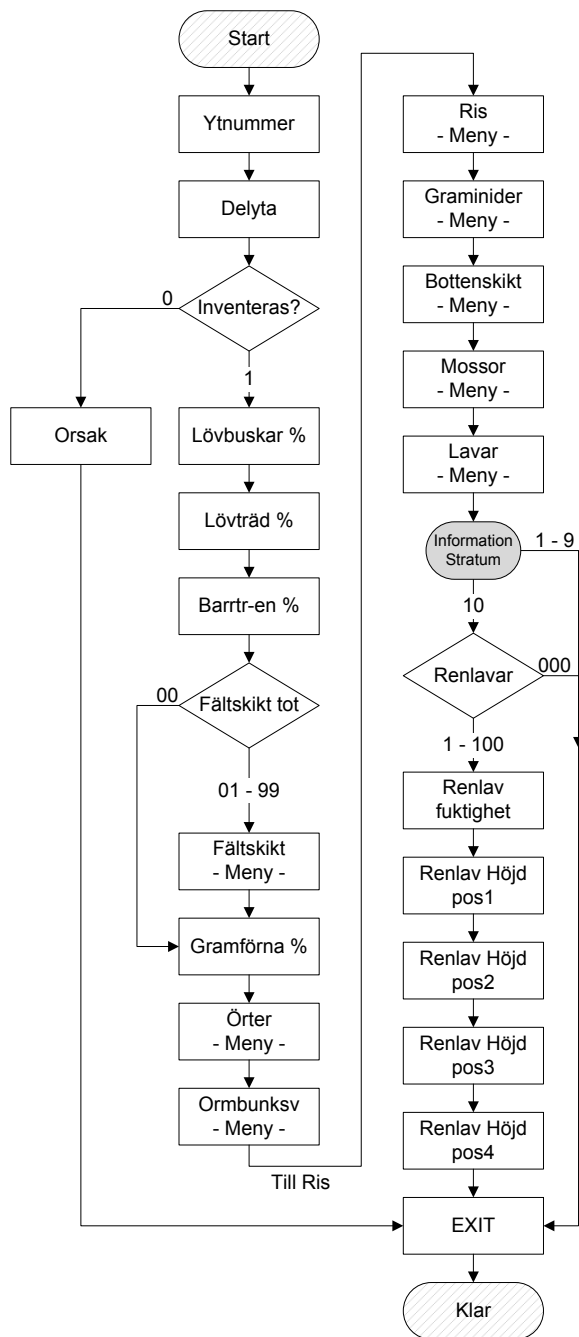 Start
Ytnummer
Delyta
Inventeras?
0
1
Orsak
Lövbuskar %
Lövträd %
Barrtr-en %
Fältskikt tot
00
01 - 99
Fältskikt
- Meny -
Gramförna %
Örter
- Meny -
Ormbunksv
- Meny -
Till Ris
Ris
- Meny -
Graminider
- Meny -
Bottenskikt
- Meny -
Mossor
- Meny -
Lavar
- Meny -
Information
Stratum
1 - 9
10
Renlavar
000
1 - 100
Renlav
fuktighet
Renlav Höjd
pos1
Renlav Höjd
pos2
Renlav Höjd
pos3
Renlav Höjd
pos4
EXIT
Klar